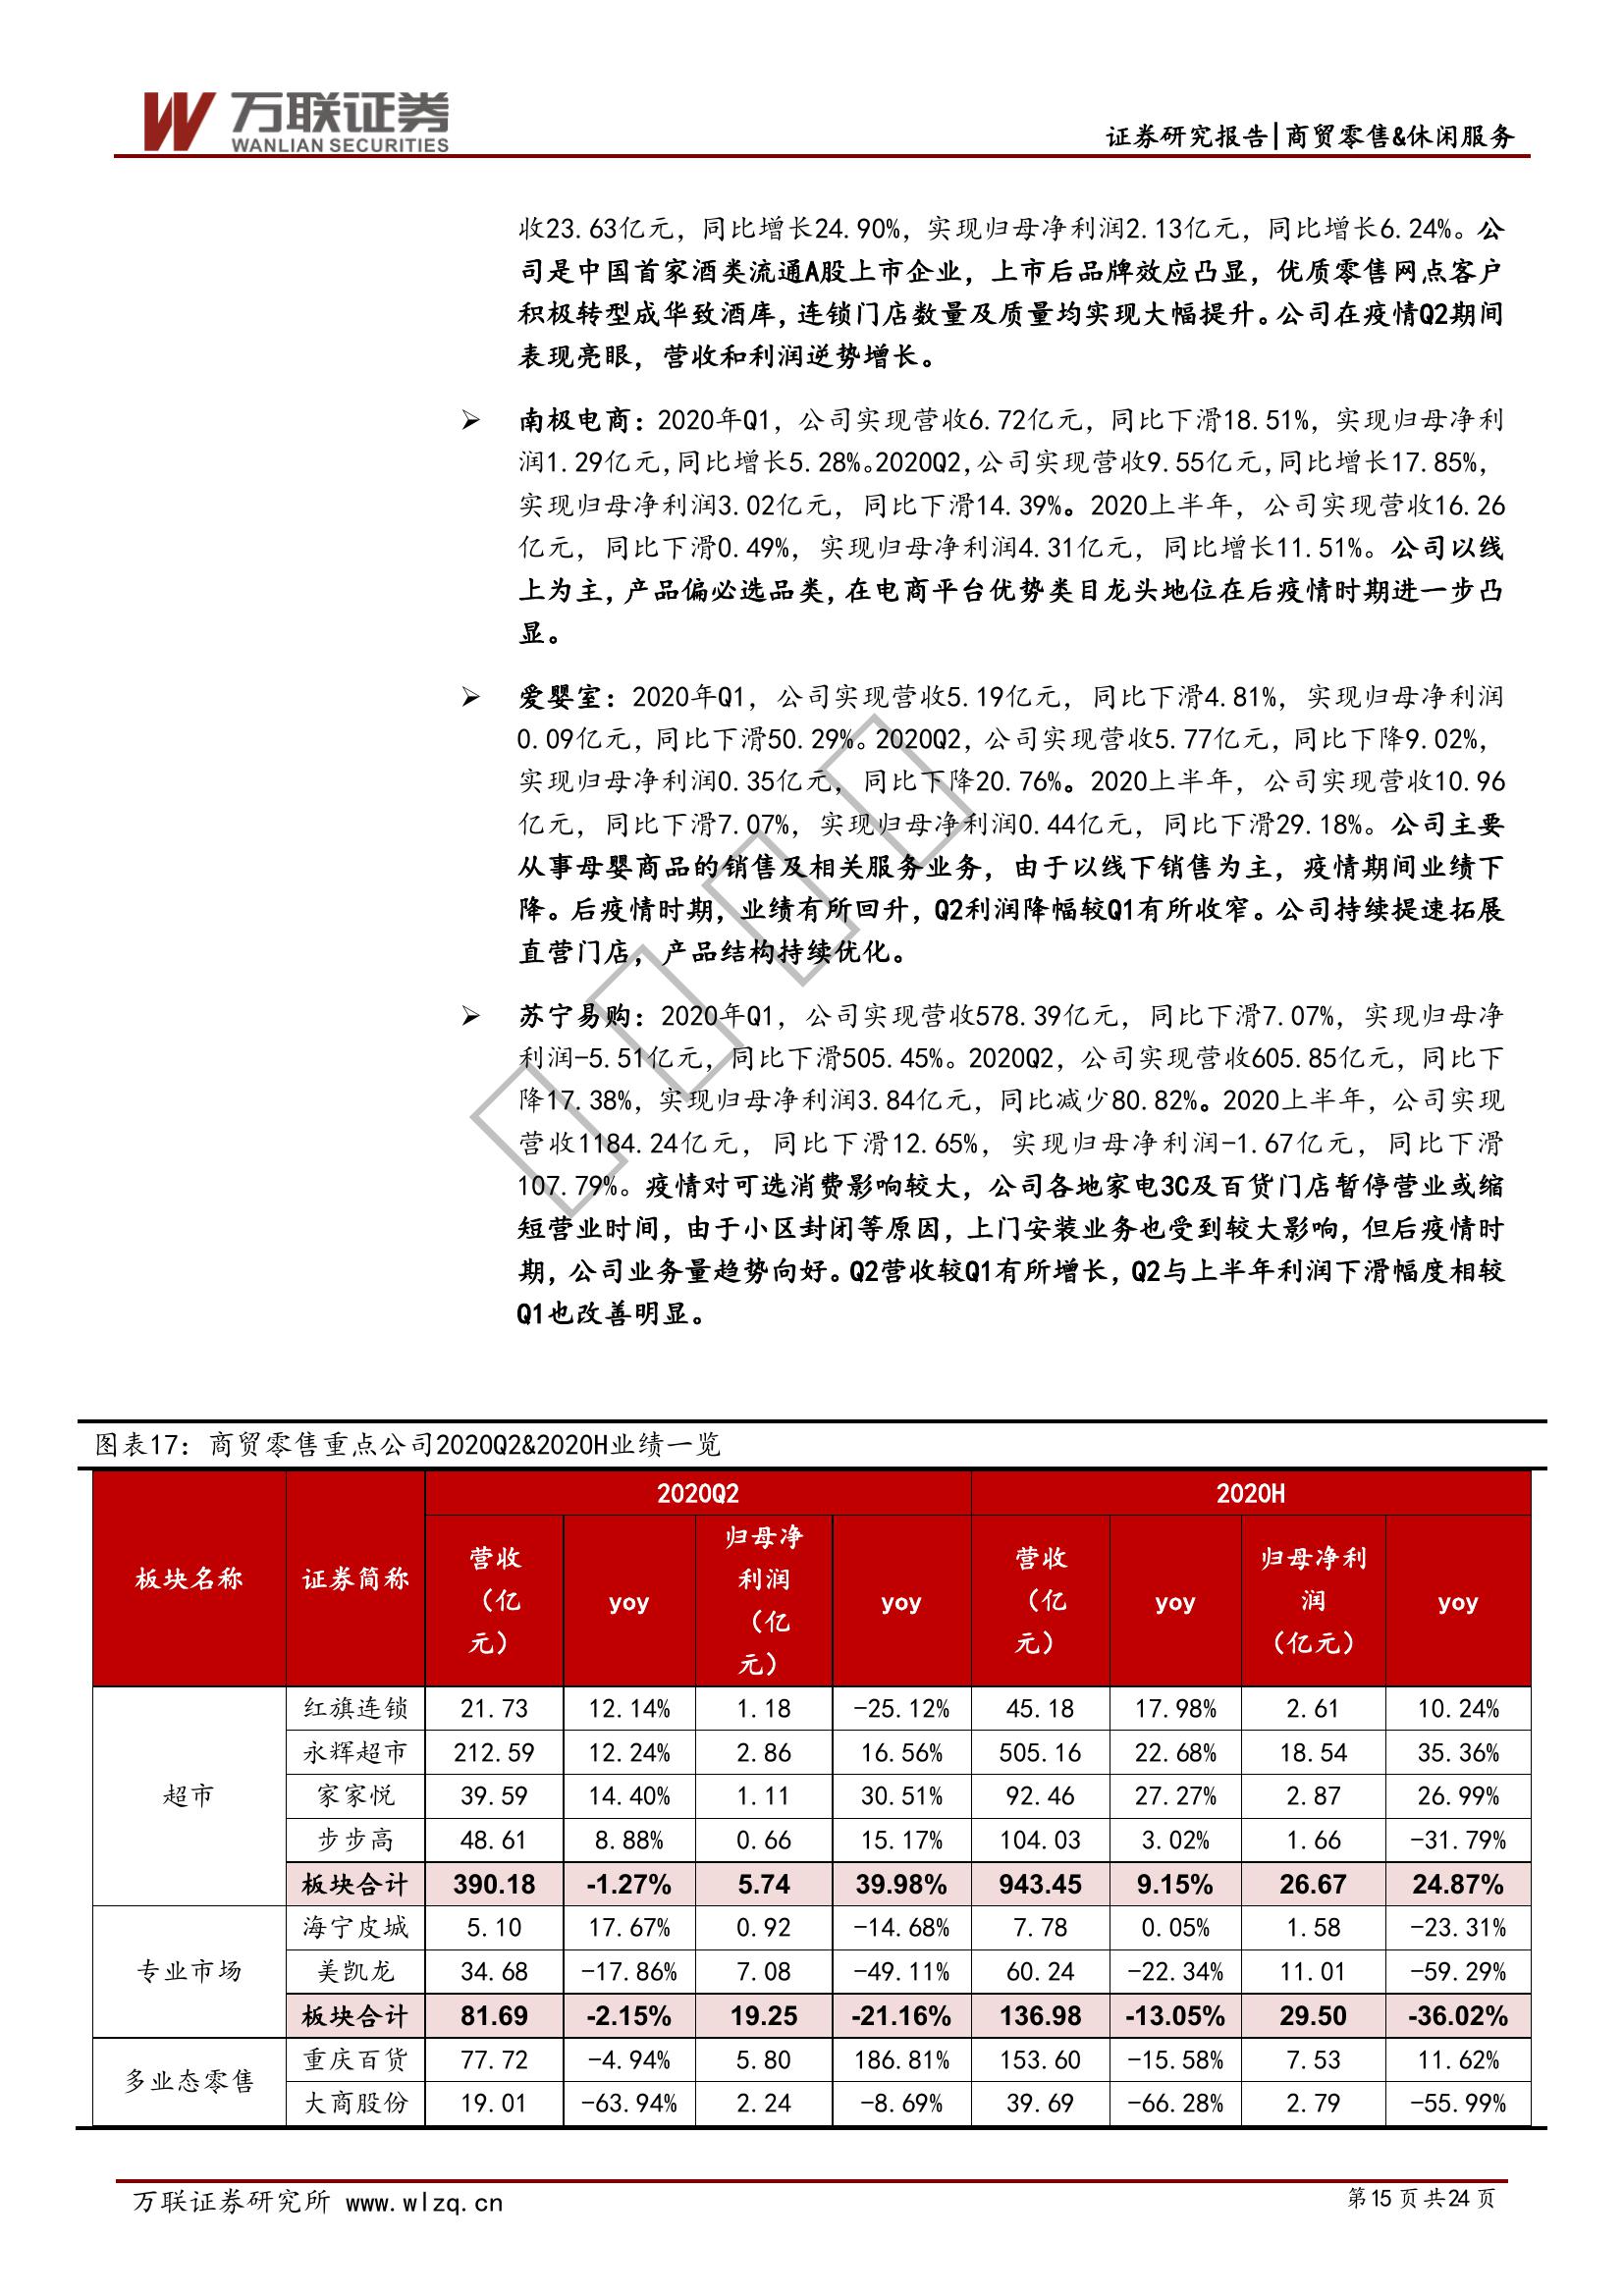 万联证券
WANLIAN SECURITIES
证券研究报告|商贸零售&休闲服务
收23.63亿元，同比增长24.90%，实现归母净利润2.13亿元，同比增长6.24%。公
司是中国首家酒类流通A股上市企业，上市后品牌效应凸显，优质零售网点客户
积极转型成华致酒库，连锁门店数量及质量均实现大幅提升。公司在疫情Q2期间
表现亮眼，营收和利润逆势增长。
➢ 南极电商：2020年Q1，公司实现营收6.72亿元，同比下滑18.51%，实现归母净利
润1.29亿元，同比增长5.28%。2020Q2，公司实现营收9.55亿元，同比增长17.85%，
实现归母净利润3.02亿元，同比下滑14.39%。2020上半年，公司实现营收16.26
亿元，同比下滑0.49%，实现归母净利润4.31亿元，同比增长11.51%。公司以线
上为主，产品偏必选品类，在电商平台优势类目龙头地位在后疫情时期进一步凸
显。
➢ 爱婴室：2020年Q1，公司实现营收5.19亿元，同比下滑4.81%，实现归母净利润
0.09亿元，同比下滑50.29%。2020Q2，公司实现营收5.77亿元，同比下降9.02%，
实现归母净利润0.35亿元，同比下降20.76%。2020上半年，公司实现营收10.96
亿元，同比下滑7.07%，实现归母净利润0.44亿元，同比下滑29.18%。公司主要
从事母婴商品的销售及相关服务业务，由于以线下销售为主，疫情期间业绩下
降。后疫情时期，业绩有所回升，Q2利润降幅较Q1有所收窄。公司持续提速拓展
直营门店，产品结构持续优化。
➢ 苏宁易购：2020年Q1，公司实现营收578.39亿元，同比下滑7.07%，实现归母净
利润-5.51亿元，同比下滑505.45%。2020Q2，公司实现营收605.85亿元，同比下
降17.38%，实现归母净利润3.84亿元，同比减少80.82%。2020上半年，公司实现
营收1184.24亿元，同比下滑12.65%，实现归母净利润-1.67亿元，同比下滑
107.79%。疫情对可选消费影响较大，公司各地家电3C及百货门店暂停营业或缩
短营业时间，由于小区封闭等原因，上门安装业务也受到较大影响，但后疫情时
期，公司业务量趋势向好。Q2营收较Q1有所增长，Q2与上半年利润下滑幅度相较
Q1也改善明显。
图表17：商贸零售重点公司2020Q2&2020H业绩一览
板块名称 证券简称 2020Q2 2020H
营收（亿元） yoy 归母净利润（亿元） yoy 营收（亿元） yoy 归母净利润（亿元） yoy
超市 红旗连锁 21.73 12.14% 1.18 -25.12% 45.18 17.98% 2.61 10.24%
永辉超市 212.59 12.24% 2.86 16.56% 505.16 22.68% 18.54 35.36%
家家悦 39.59 14.40% 1.11 30.51% 92.46 27.27% 2.87 26.99%
步步高 48.61 8.88% 0.66 15.17% 104.03 3.02% 1.66 -31.79%
板块合计 390.18 -1.27% 5.74 39.98% 943.45 9.15% 26.67 24.87%
专业市场 海宁皮城 5.10 17.67% 0.92 -14.68% 7.78 0.05% 1.58 -23.31%
美凯龙 34.68 -17.86% 7.08 -49.11% 60.24 -22.34% 11.01 -59.29%
板块合计 81.69 -2.15% 19.25 -21.16% 136.98 -13.05% 29.50 -36.02%
多业态零售 重庆百货 77.72 -4.94% 5.80 186.81% 153.60 -15.58% 7.53 11.62%
大商股份 19.01 -63.94% 2.24 -8.69% 39.69 -66.28% 2.79 -55.99%
万联证券研究所 www.wlzq.cn
第 15 页 共 24 页